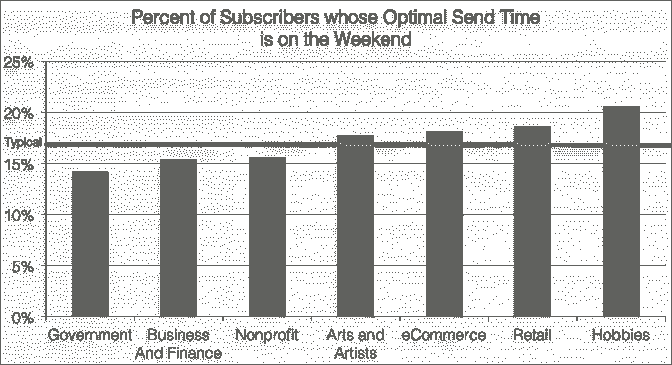 Percent of Subscribers whose Optimal Send Time
is on the Weekend
25%
20%
Typical
15%
10%
5%
0%
Government
Business
And Finance
Nonprofit
Arts and
Artists
eCommerce
Retail
Hobbies